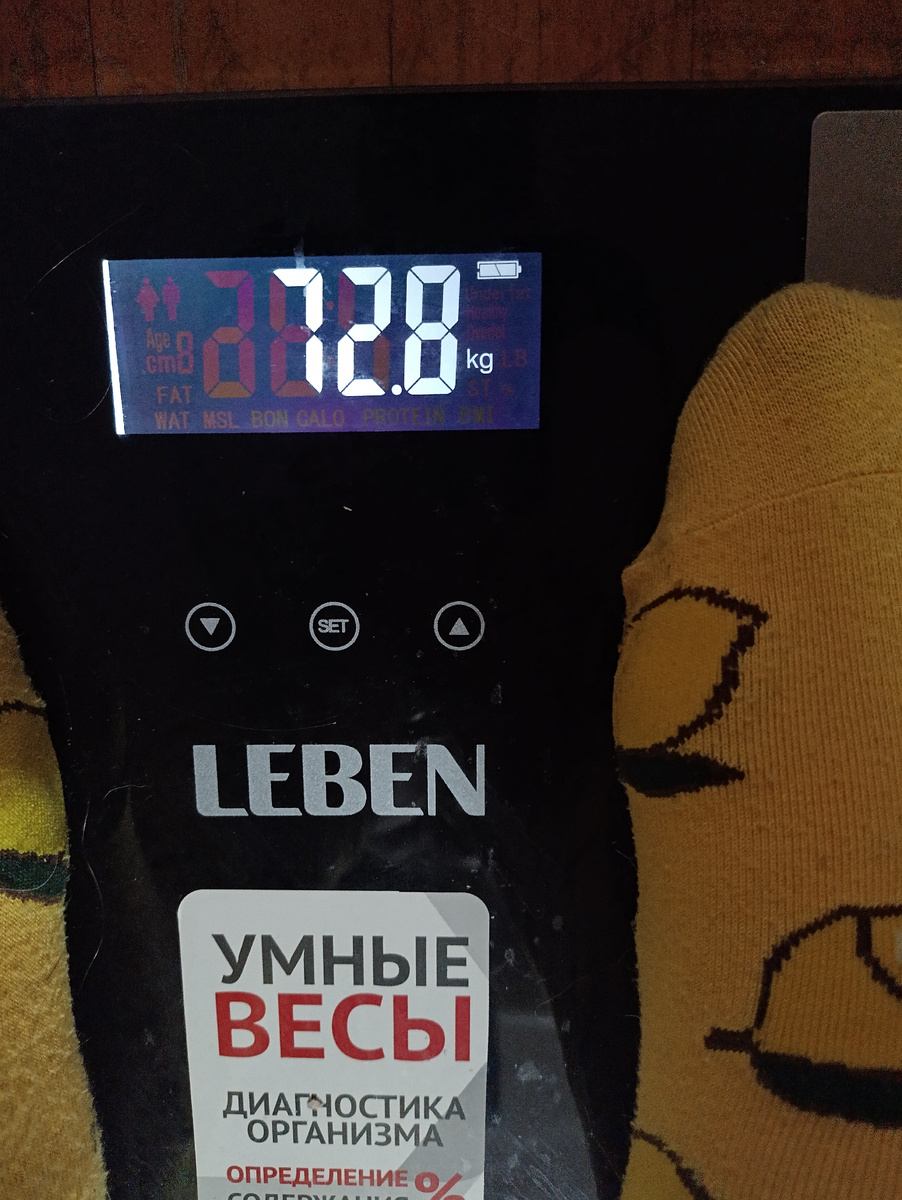 72.8
kg
Age
cm
LB
FAT
ST %
WAT MSL BON CALO PROTEIN BMI
SET
LEBEN
УМНЫЕ
ВЕСЫ
ДИАГНОСТИКА
ОРГАНИЗМА
ОПРЕДЕЛЕНИЕ %
СОДЕРЖАНИЯ